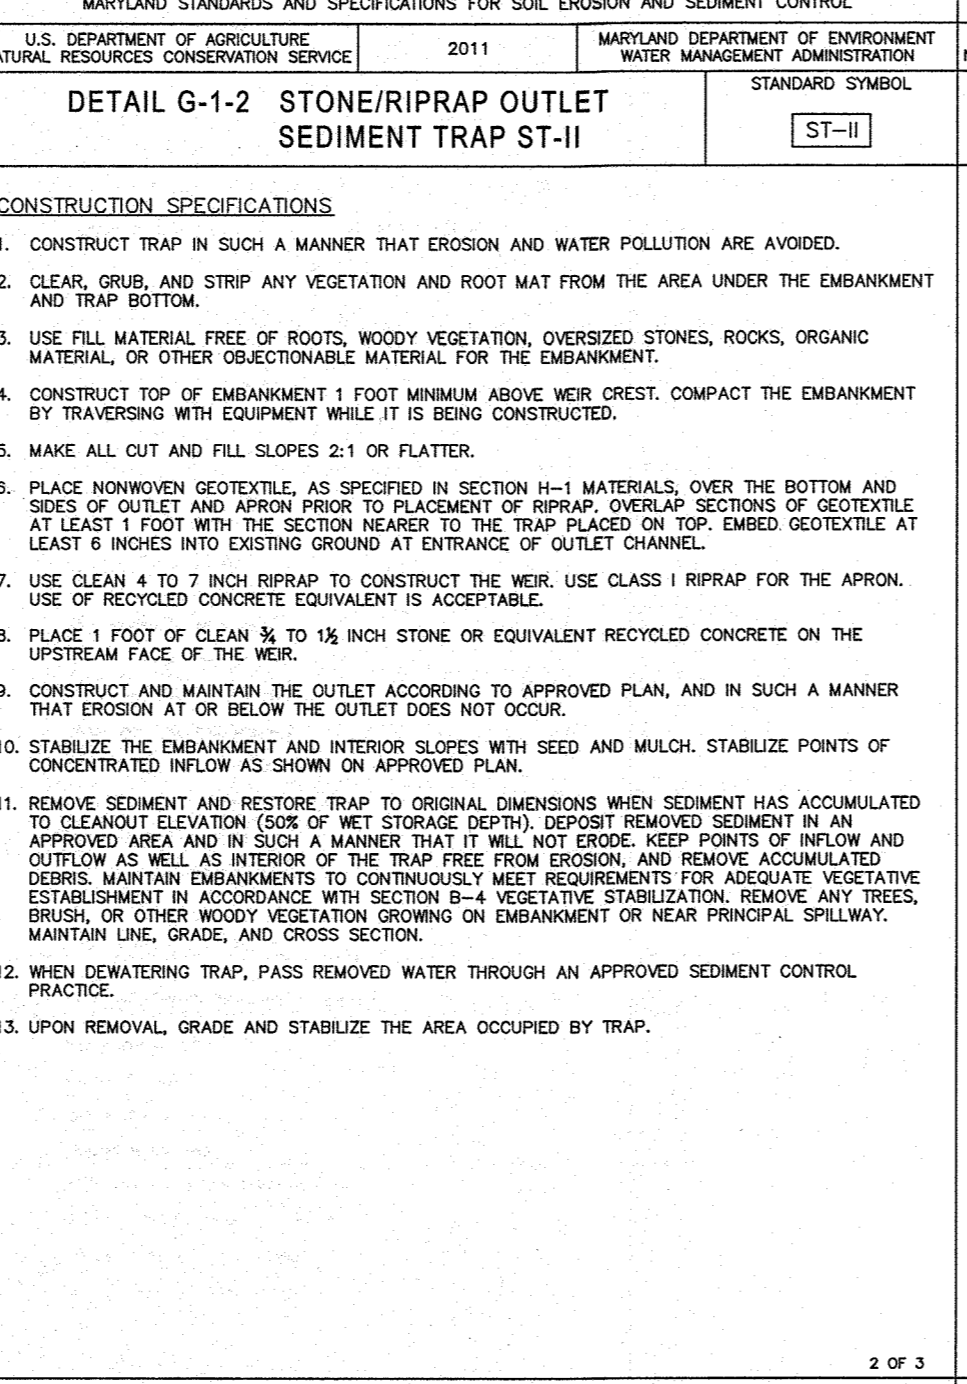 MARYLAND STANDARDS AND SPECIFICATIONS FOR SOIL EROSION AND SEDIMENT CONTROL
U.S. DEPARTMENT OF AGRICULTURE
NATURAL RESOURCES CONSERVATION SERVICE
2011
MARYLAND DEPARTMENT OF ENVIRONMENT
WATER MANAGEMENT ADMINISTRATION
DETAIL G-1-2 STONE/RIPRAP OUTLET
SEDIMENT TRAP ST-II
STANDARD SYMBOL
ST-II
CONSTRUCTION SPECIFICATIONS
1. CONSTRUCT TRAP IN SUCH A MANNER THAT EROSION AND WATER POLLUTION ARE AVOIDED.
2. CLEAR, GRUB, AND STRIP ANY VEGETATION AND ROOT MAT FROM THE AREA UNDER THE EMBANKMENT
AND TRAP BOTTOM.
3. USE FILL MATERIAL FREE OF ROOTS, WOODY VEGETATION, OVERSIZED STONES, ROCKS, ORGANIC
MATERIAL, OR OTHER OBJECTIONABLE MATERIAL FOR THE EMBANKMENT.
4. CONSTRUCT TOP OF EMBANKMENT 1 FOOT MINIMUM ABOVE WEIR CREST. COMPACT THE EMBANKMENT
BY TRAVERSING WITH EQUIPMENT WHILE IT IS BEING CONSTRUCTED.
5. MAKE ALL CUT AND FILL SLOPES 2:1 OR FLATTER.
6. PLACE NONWOVEN GEOTEXTILE, AS SPECIFIED IN SECTION H-1 MATERIALS, OVER THE BOTTOM AND
SIDES OF OUTLET AND APRON PRIOR TO PLACEMENT OF RIPRAP. OVERLAP SECTIONS OF GEOTEXTILE
AT LEAST 1 FOOT WITH THE SECTION NEARER TO THE TRAP PLACED ON TOP. EMBED GEOTEXTILE AT
LEAST 6 INCHES INTO EXISTING GROUND AT ENTRANCE OF OUTLET CHANNEL.
7. USE CLEAN 4 TO 7 INCH RIPRAP TO CONSTRUCT THE WEIR. USE CLASS I RIPRAP FOR THE APRON.
USE OF RECYCLED CONCRETE EQUIVALENT IS ACCEPTABLE.
8. PLACE 1 FOOT OF CLEAN ¾ TO 1½ INCH STONE OR EQUIVALENT RECYCLED CONCRETE ON THE
UPSTREAM FACE OF THE WEIR.
9. CONSTRUCT AND MAINTAIN THE OUTLET ACCORDING TO APPROVED PLAN, AND IN SUCH A MANNER
THAT EROSION AT OR BELOW THE OUTLET DOES NOT OCCUR.
10. STABILIZE THE EMBANKMENT AND INTERIOR SLOPES WITH SEED AND MULCH. STABILIZE POINTS OF
CONCENTRATED INFLOW AS SHOWN ON APPROVED PLAN.
11. REMOVE SEDIMENT AND RESTORE TRAP TO ORIGINAL DIMENSIONS WHEN SEDIMENT HAS ACCUMULATED
TO CLEANOUT ELEVATION (50% OF WET STORAGE DEPTH). DEPOSIT REMOVED SEDIMENT IN AN
APPROVED AREA AND IN SUCH A MANNER THAT IT WILL NOT ERODE. KEEP POINTS OF INFLOW AND
OUTFLOW AS WELL AS INTERIOR OF THE TRAP FREE FROM EROSION, AND REMOVE ACCUMULATED
DEBRIS. MAINTAIN EMBANKMENTS TO CONTINUOUSLY MEET REQUIREMENTS FOR ADEQUATE VEGETATIVE
ESTABLISHMENT IN ACCORDANCE WITH SECTION B-4 VEGETATIVE STABILIZATION. REMOVE ANY TREES,
BRUSH, OR OTHER WOODY VEGETATION GROWING ON EMBANKMENT OR NEAR PRINCIPAL SPILLWAY.
MAINTAIN LINE, GRADE, AND CROSS SECTION.
12. WHEN DEWATERING TRAP, PASS REMOVED WATER THROUGH AN APPROVED SEDIMENT CONTROL
PRACTICE.
13. UPON REMOVAL, GRADE AND STABILIZE THE AREA OCCUPIED BY TRAP.
2 OF 3